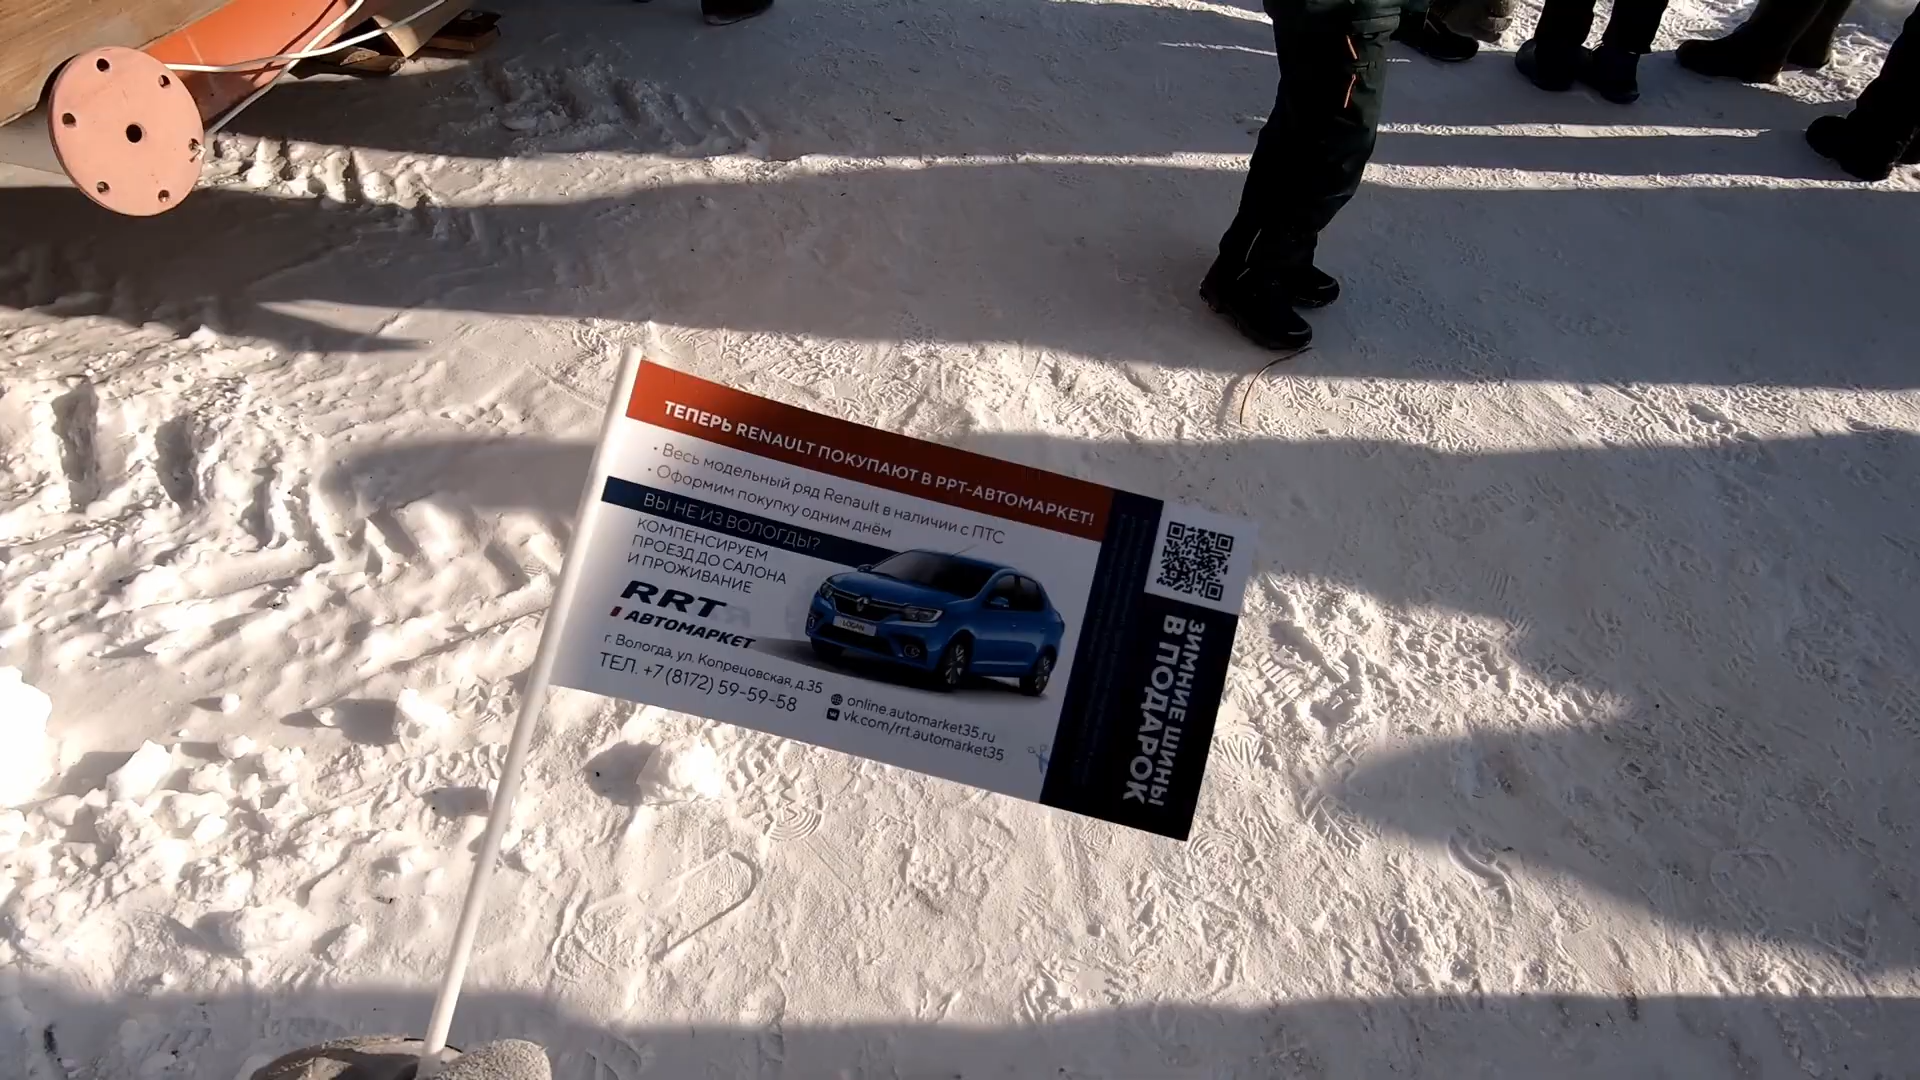 ТЕПЕРЬ RENAULT ПОКУПАЮТ В РРТ-АВТОМАРКЕТ!
• Весь модельный ряд Renault в наличии с ПТС
• Оформим покупку одним днём
ВЫ НЕ ИЗ ВОЛОГДЫ?
КОМПЕНСИРУЕМ
ПРОЕЗД ДО САЛОНА
И ПРОЖИВАНИЕ
RRT
АВТОМАРКЕТ
LOGAN
г. Вологда, ул. Копрецовская, д.35
ТЕЛ. +7 (8172) 59-59-58
online.automarket35.ru
vk.com/rrt.automarket35
ЗИМНИЕ ШИНЫ
В ПОДАРОК